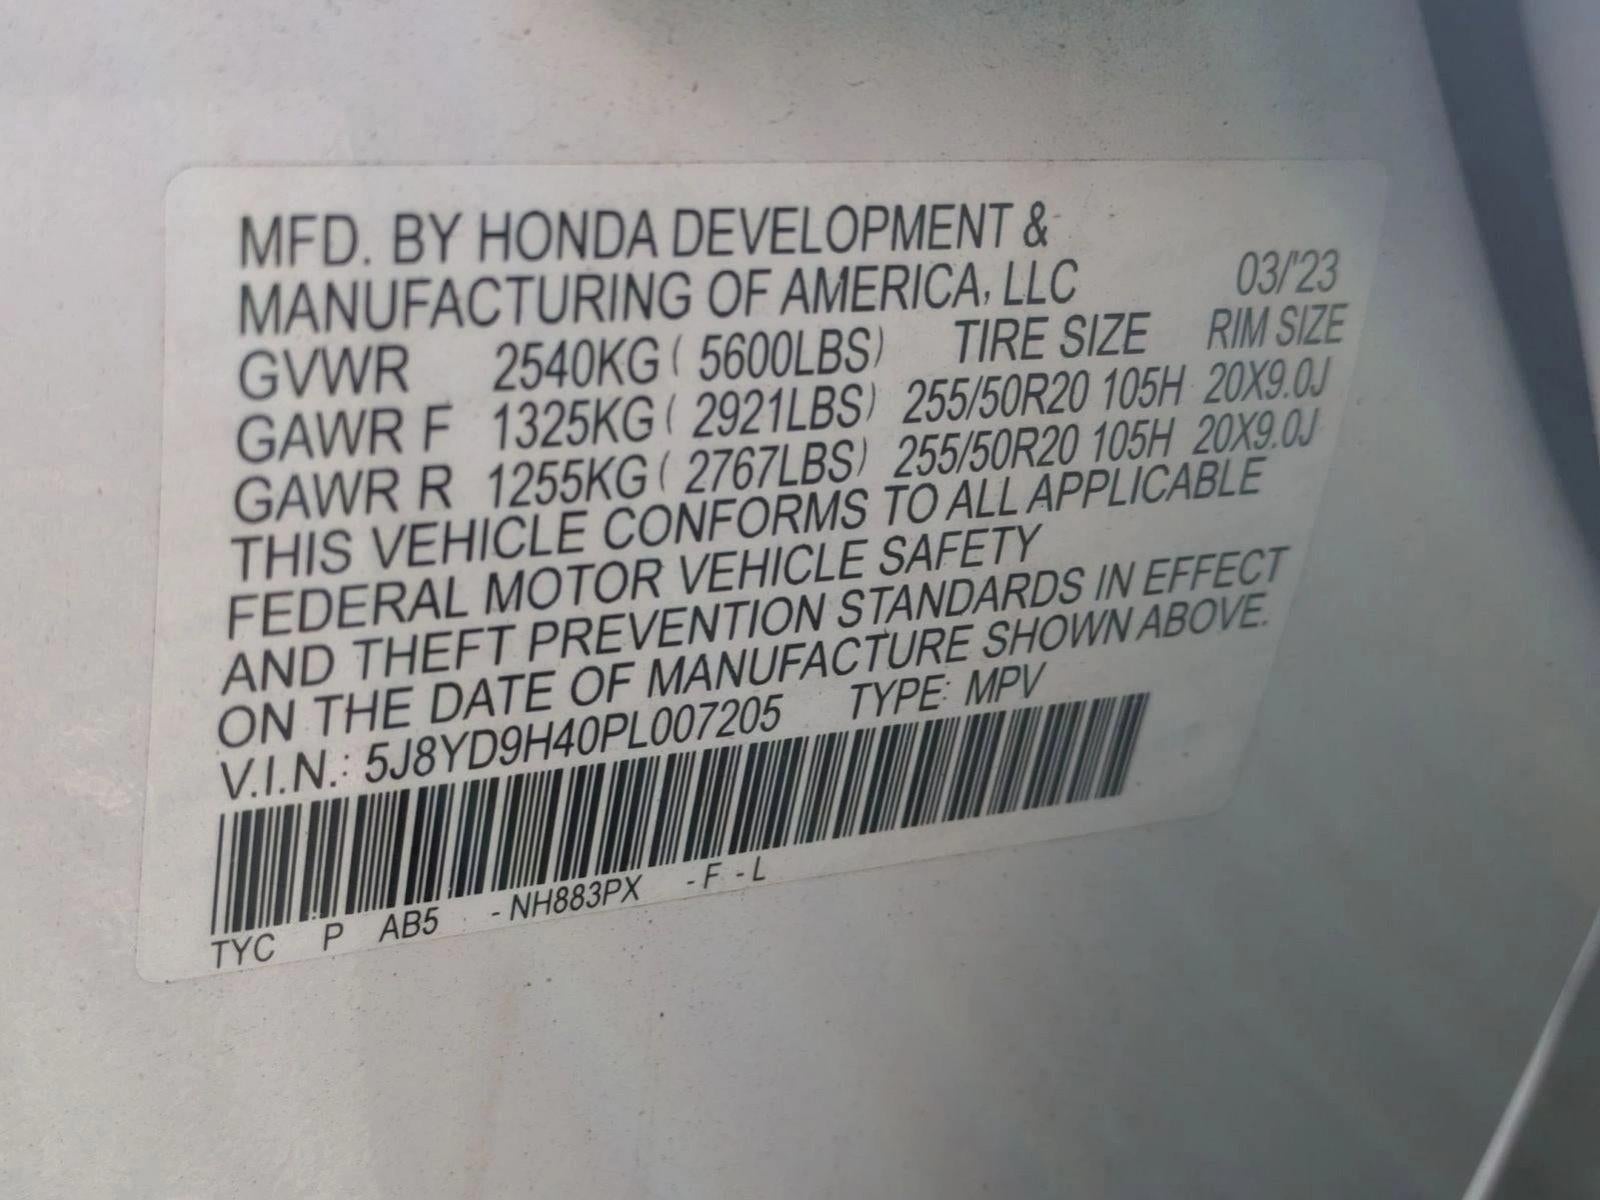 MFD. BY HONDA DEVELOPMENT &
MANUFACTURING OF AMERICA, LLC 03/'23
GVWR 2540KG ( 5600LBS) TIRE SIZE RIM SIZE
GAWR F 1325KG ( 2921LBS) 255/50R20 105H 20X9.0J
GAWR R 1255KG ( 2767LBS) 255/50R20 105H 20X9.0J
THIS VEHICLE CONFORMS TO ALL APPLICABLE
FEDERAL MOTOR VEHICLE SAFETY
AND THEFT PREVENTION STANDARDS IN EFFECT
ON THE DATE OF MANUFACTURE SHOWN ABOVE.
V.I.N.: 5J8YD9H40PL007205 TYPE: MPV
TYC P AB5 - NH883PX - F - L